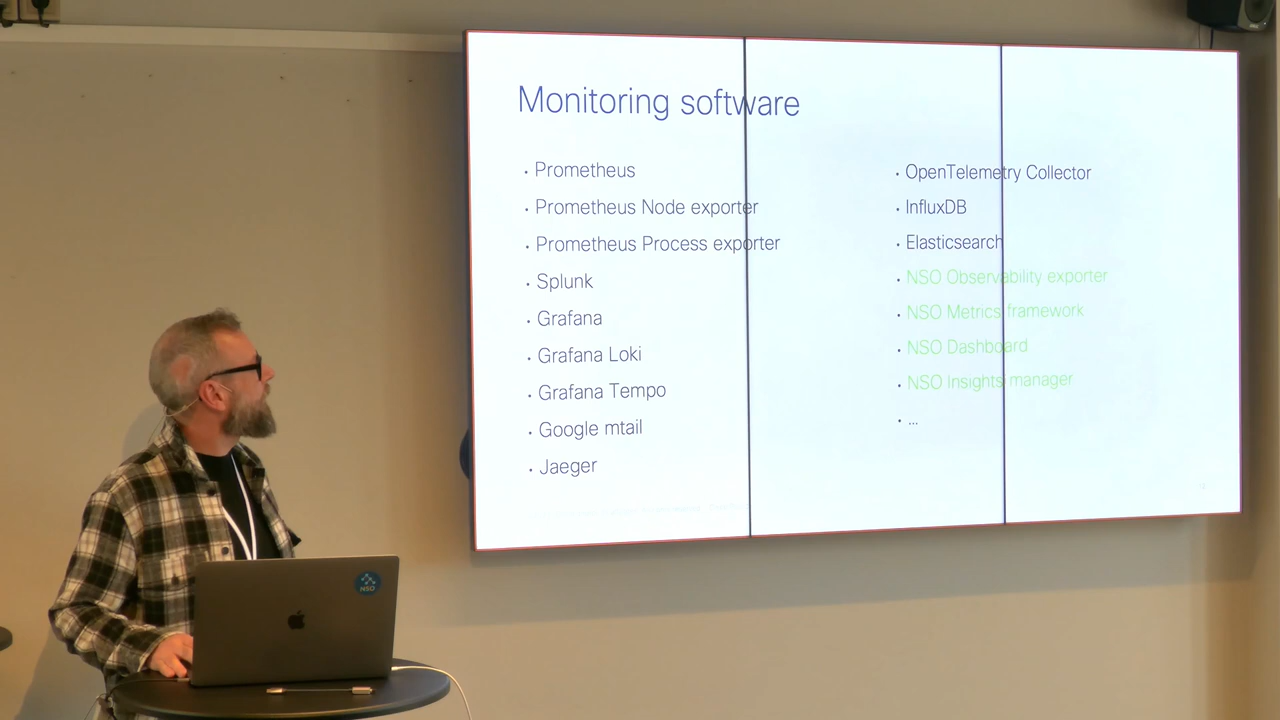 Monitoring software
• Prometheus
• Prometheus Node exporter
• Prometheus Process exporter
• Splunk
• Grafana
• Grafana Loki
• Grafana Tempo
• Google mtail
• Jaeger
• OpenTelemetry Collector
• InfluxDB
• Elasticsearch
• NSO Observability exporter
• NSO Metrics framework
• NSO Dashboard
• NSO Insights manager
• ...
NSO